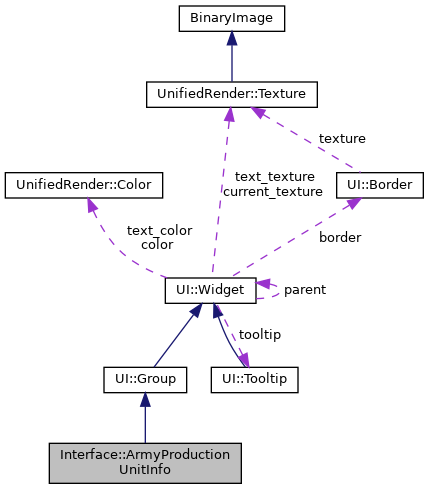 BinaryImage
UnifiedRender::Texture
texture
text_texture
current_texture
UnifiedRender::Color
UI::Border
text_color
color
border
UI::Widget
parent
tooltip
UI::Group
UI::Tooltip
Interface::ArmyProduction
UnitInfo